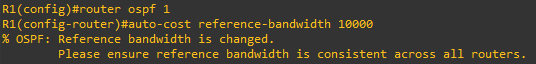 R1(config)#router ospf 1
R1(config-router)#auto-cost reference-bandwidth 10000
% OSPF: Reference bandwidth is changed.
Please ensure reference bandwidth is consistent across all routers.